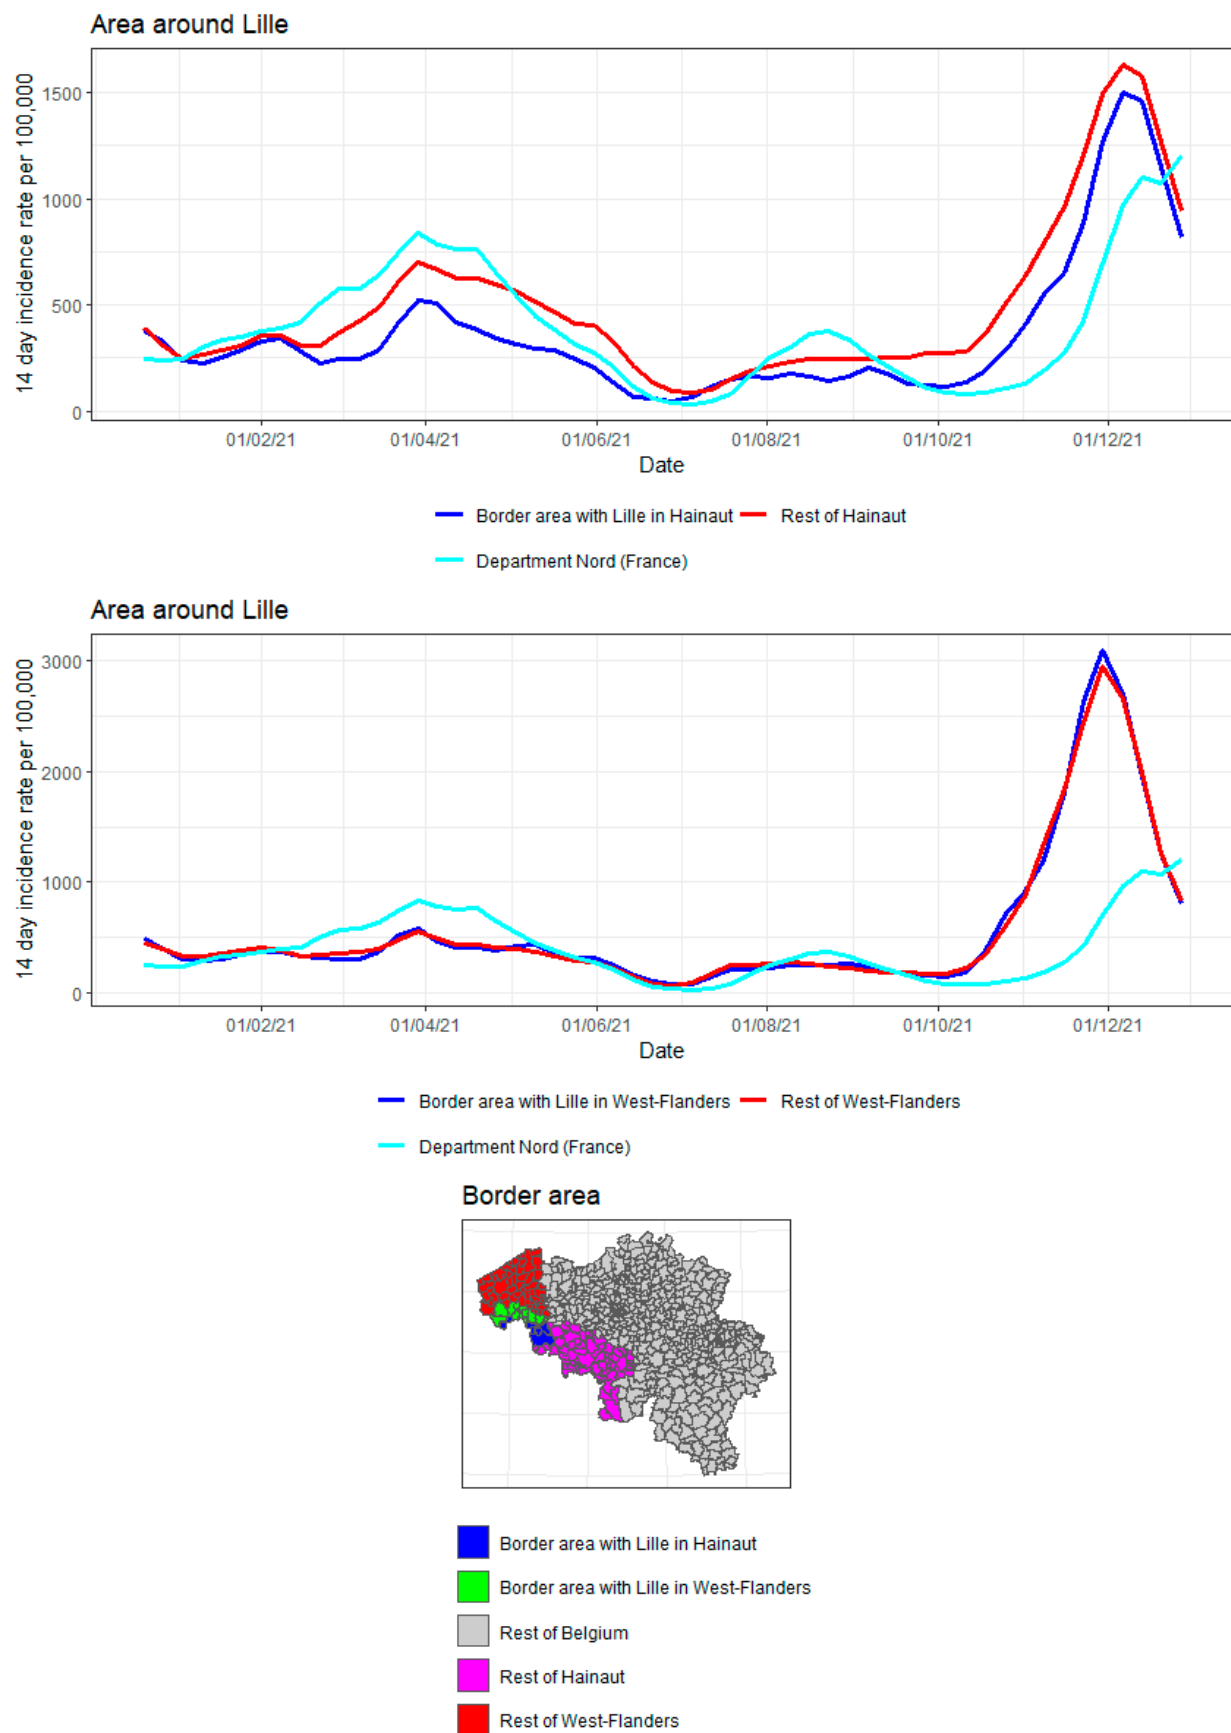 Area around Lille
14 day incidence rate per 100,000
1500
1000
500
0
01/02/21 01/04/21 01/06/21 01/08/21 01/10/21 01/12/21
Date
Border area with Lille in Hainaut Rest of Hainaut
Department Nord (France)
Area around Lille
14 day incidence rate per 100,000
3000
2000
1000
0
01/02/21 01/04/21 01/06/21 01/08/21 01/10/21 01/12/21
Date
Border area with Lille in West-Flanders Rest of West-Flanders
Department Nord (France)
Border area
Border area with Lille in Hainaut
Border area with Lille in West-Flanders
Rest of Belgium
Rest of Hainaut
Rest of West-Flanders